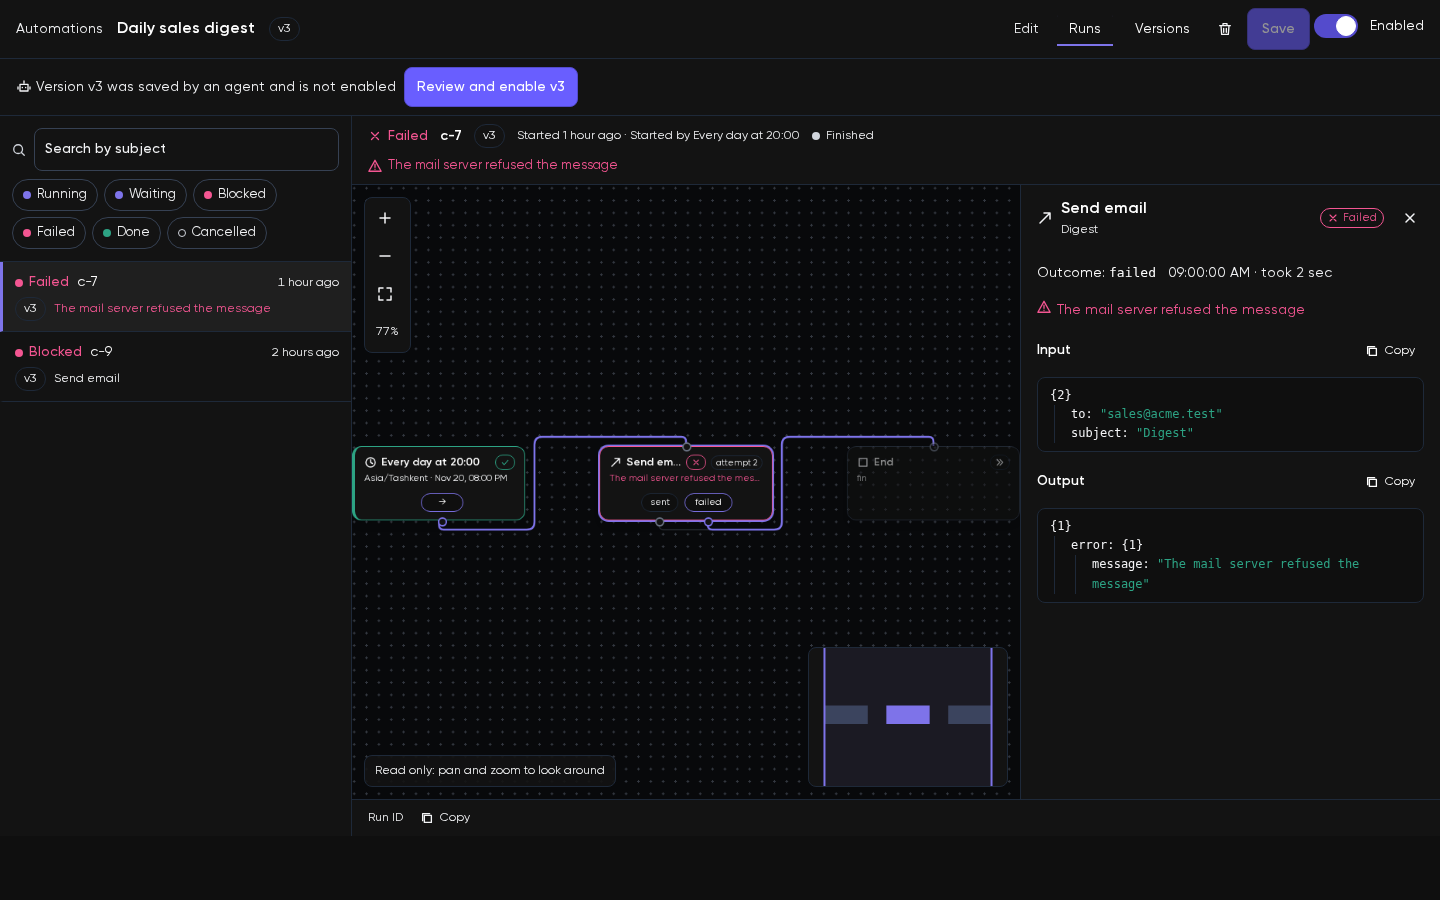 Automations Daily sales digest v3 Edit Runs Versions Save Enabled
Version v3 was saved by an agent and is not enabled Review and enable v3
Search by subject
Running Waiting Blocked
Failed Done Cancelled
Failed c-7 1 hour ago
v3 The mail server refused the message
Blocked c-9 2 hours ago
v3 Send email
Failed c-7 v3 Started 1 hour ago · Started by Every day at 20:00 Finished
The mail server refused the message
77%
Every day at 20:00
Asia/Tashkent · Nov 20, 08:00 PM
→
Send em... attempt 2
The mail server refused the mes...
sent failed
End
fin
Read only: pan and zoom to look around
Send email
Digest
Failed
Outcome: failed 09:00:00 AM · took 2 sec
The mail server refused the message
Input Copy
{2}
to: "sales@acme.test"
subject: "Digest"
Output Copy
{1}
error: {1}
message: "The mail server refused the
message"
Run ID Copy